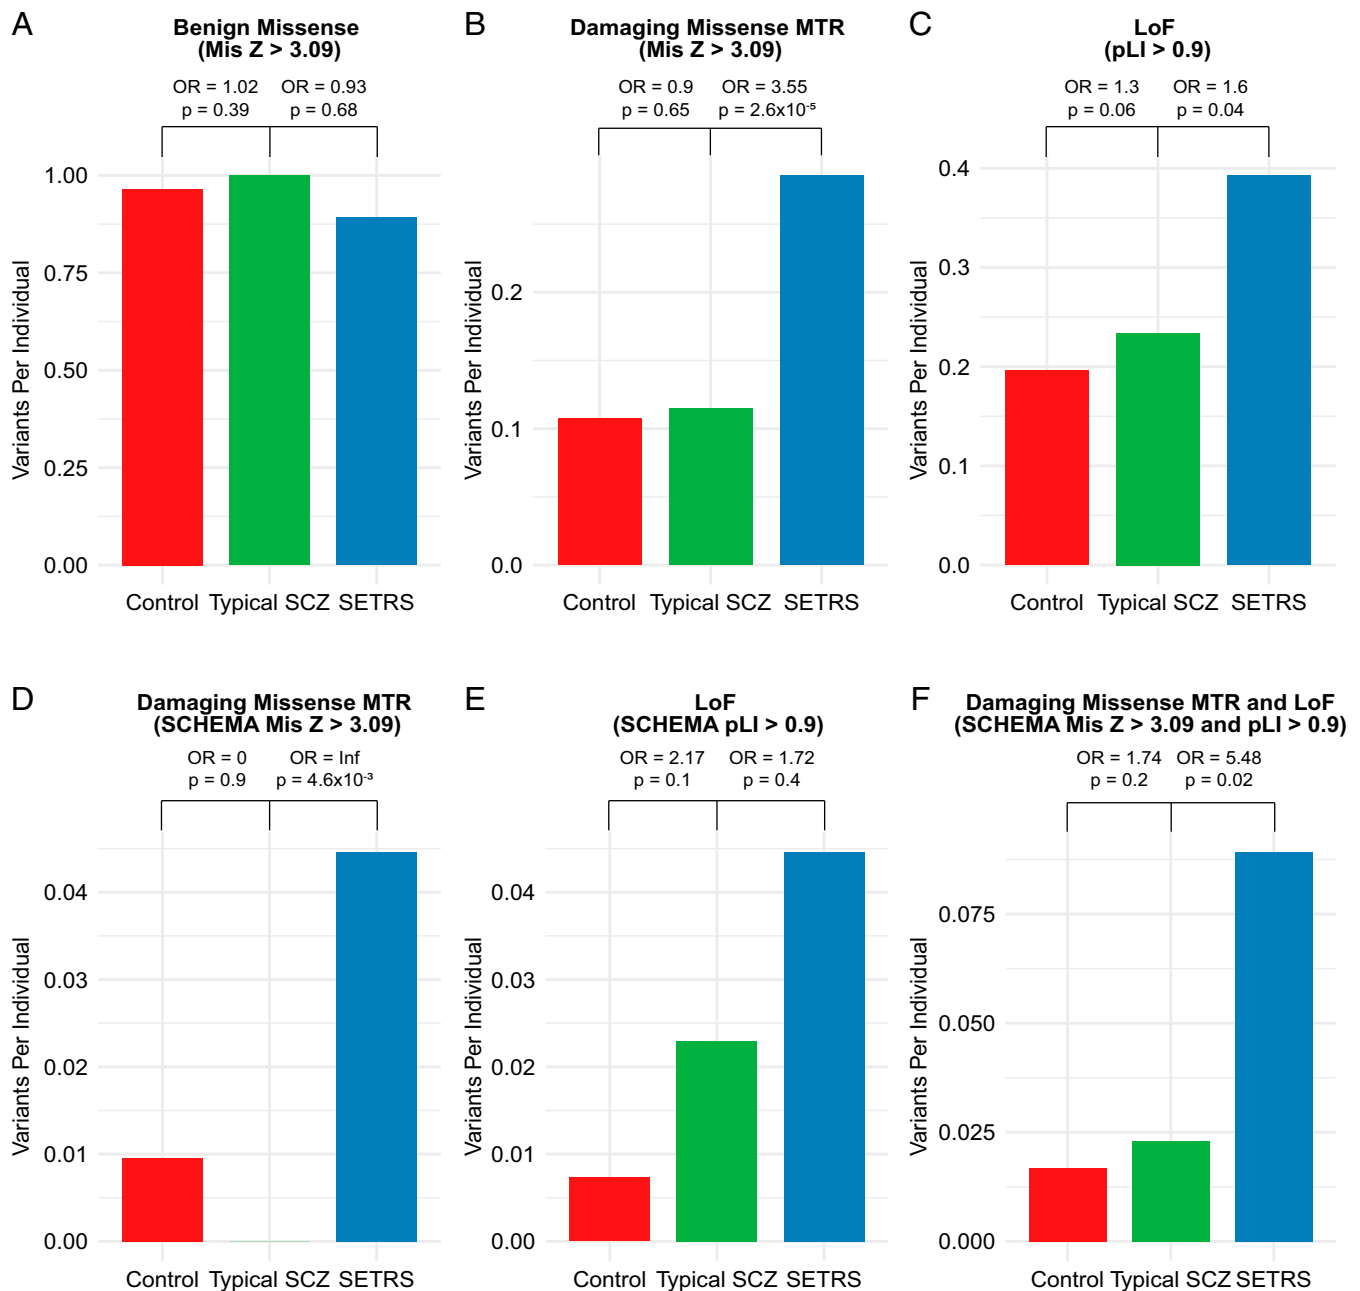 A
Benign Missense
(Mis Z > 3.09)
OR = 1.02 OR = 0.93
p = 0.39 p = 0.68
Variants Per Individual
1.00
0.75
0.50
0.25
0.00
Control Typical SCZ SETRS
B
Damaging Missense MTR
(Mis Z > 3.09)
OR = 0.9 OR = 3.55
p = 0.65 p = 2.6x10⁻⁵
Variants Per Individual
0.2
0.1
0.0
Control Typical SCZ SETRS
C
LoF
(pLI > 0.9)
OR = 1.3 OR = 1.6
p = 0.06 p = 0.04
Variants Per Individual
0.4
0.3
0.2
0.1
0.0
Control Typical SCZ SETRS
D
Damaging Missense MTR
(SCHEMA Mis Z > 3.09)
OR = 0 OR = Inf
p = 0.9 p = 4.6x10⁻³
Variants Per Individual
0.04
0.03
0.02
0.01
0.00
Control Typical SCZ SETRS
E
LoF
(SCHEMA pLI > 0.9)
OR = 2.17 OR = 1.72
p = 0.1 p = 0.4
Variants Per Individual
0.04
0.03
0.02
0.01
0.00
Control Typical SCZ SETRS
F
Damaging Missense MTR and LoF
(SCHEMA Mis Z > 3.09 and pLI > 0.9)
OR = 1.74 OR = 5.48
p = 0.2 p = 0.02
Variants Per Individual
0.075
0.050
0.025
0.000
Control Typical SCZ SETRS